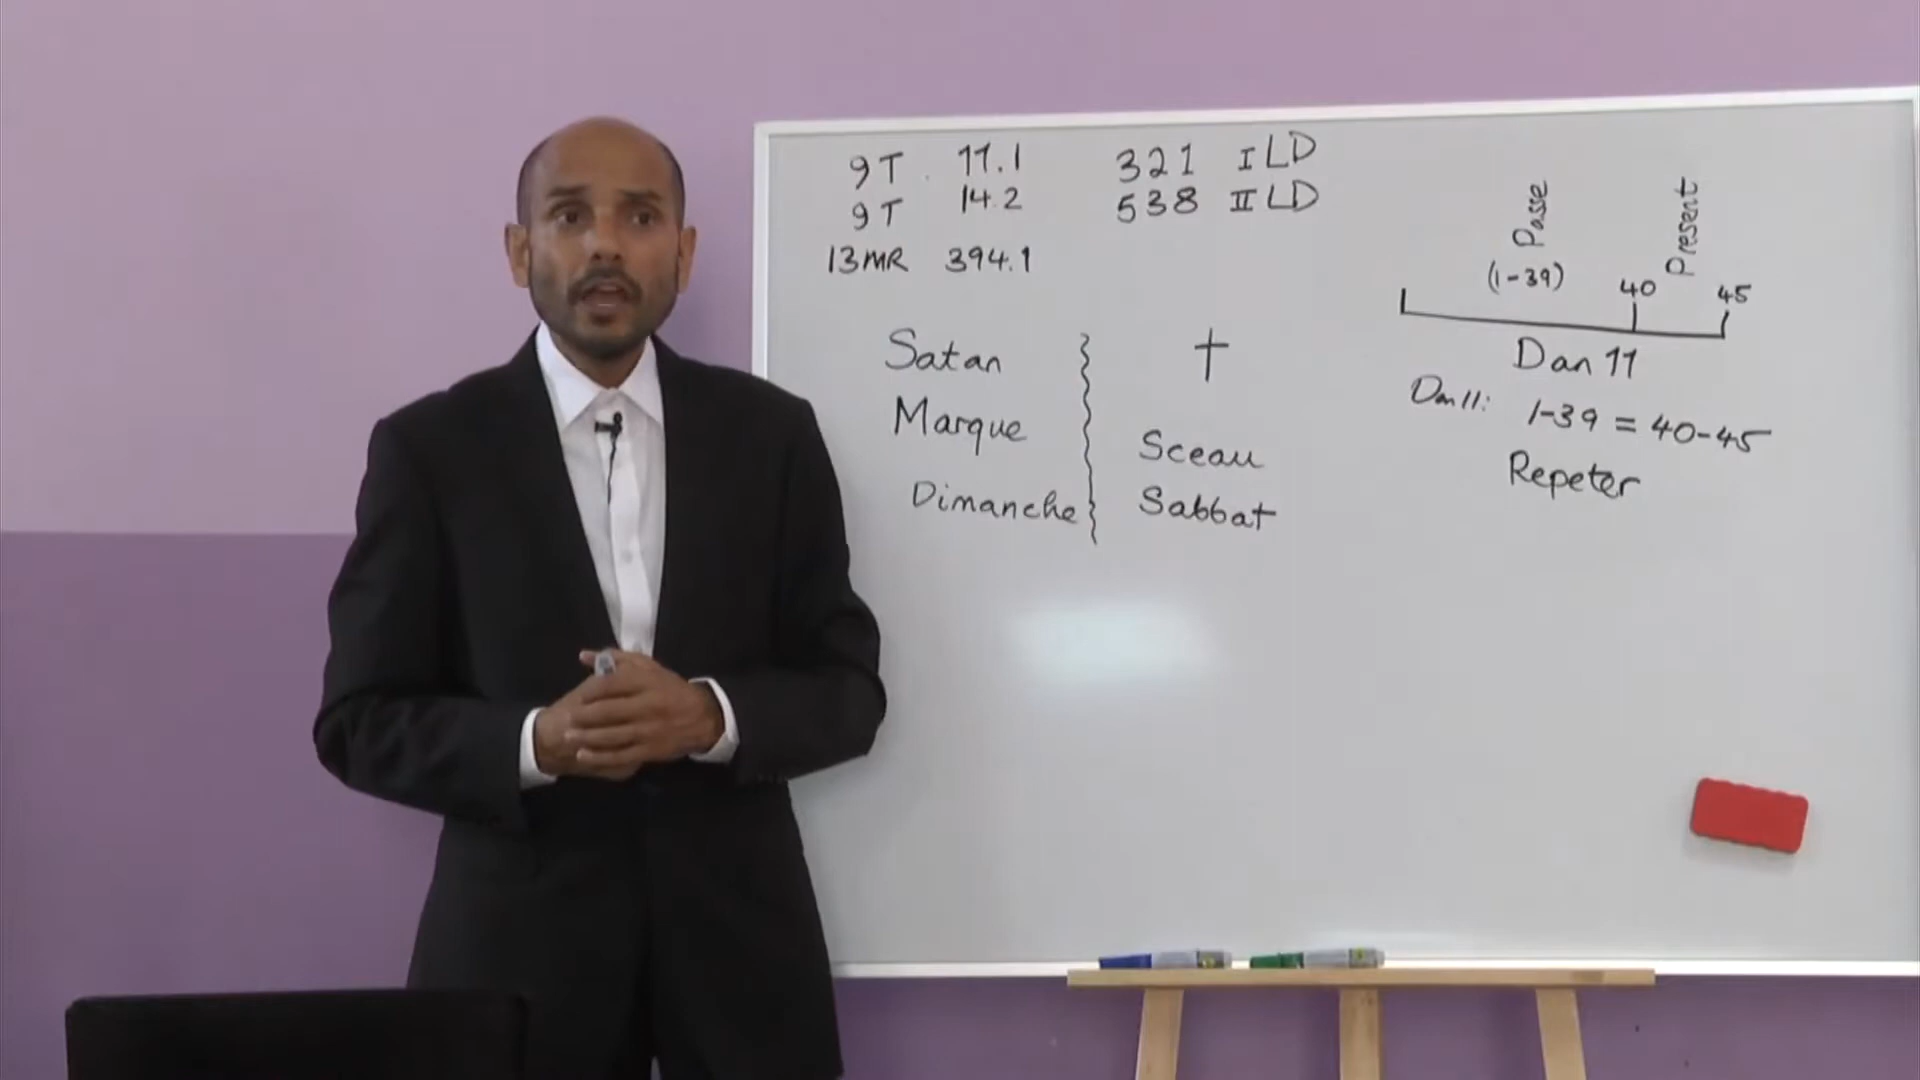 9T 11.1
9T 14.2
13MR 394.1
321 I LD
538 II LD
Satan
Marque
Dimanche
Sceau
Sabbat
Passe
(1-39)
Present
40
45
Dan 11
Dan 11: 1-39 = 40-45
Repeter